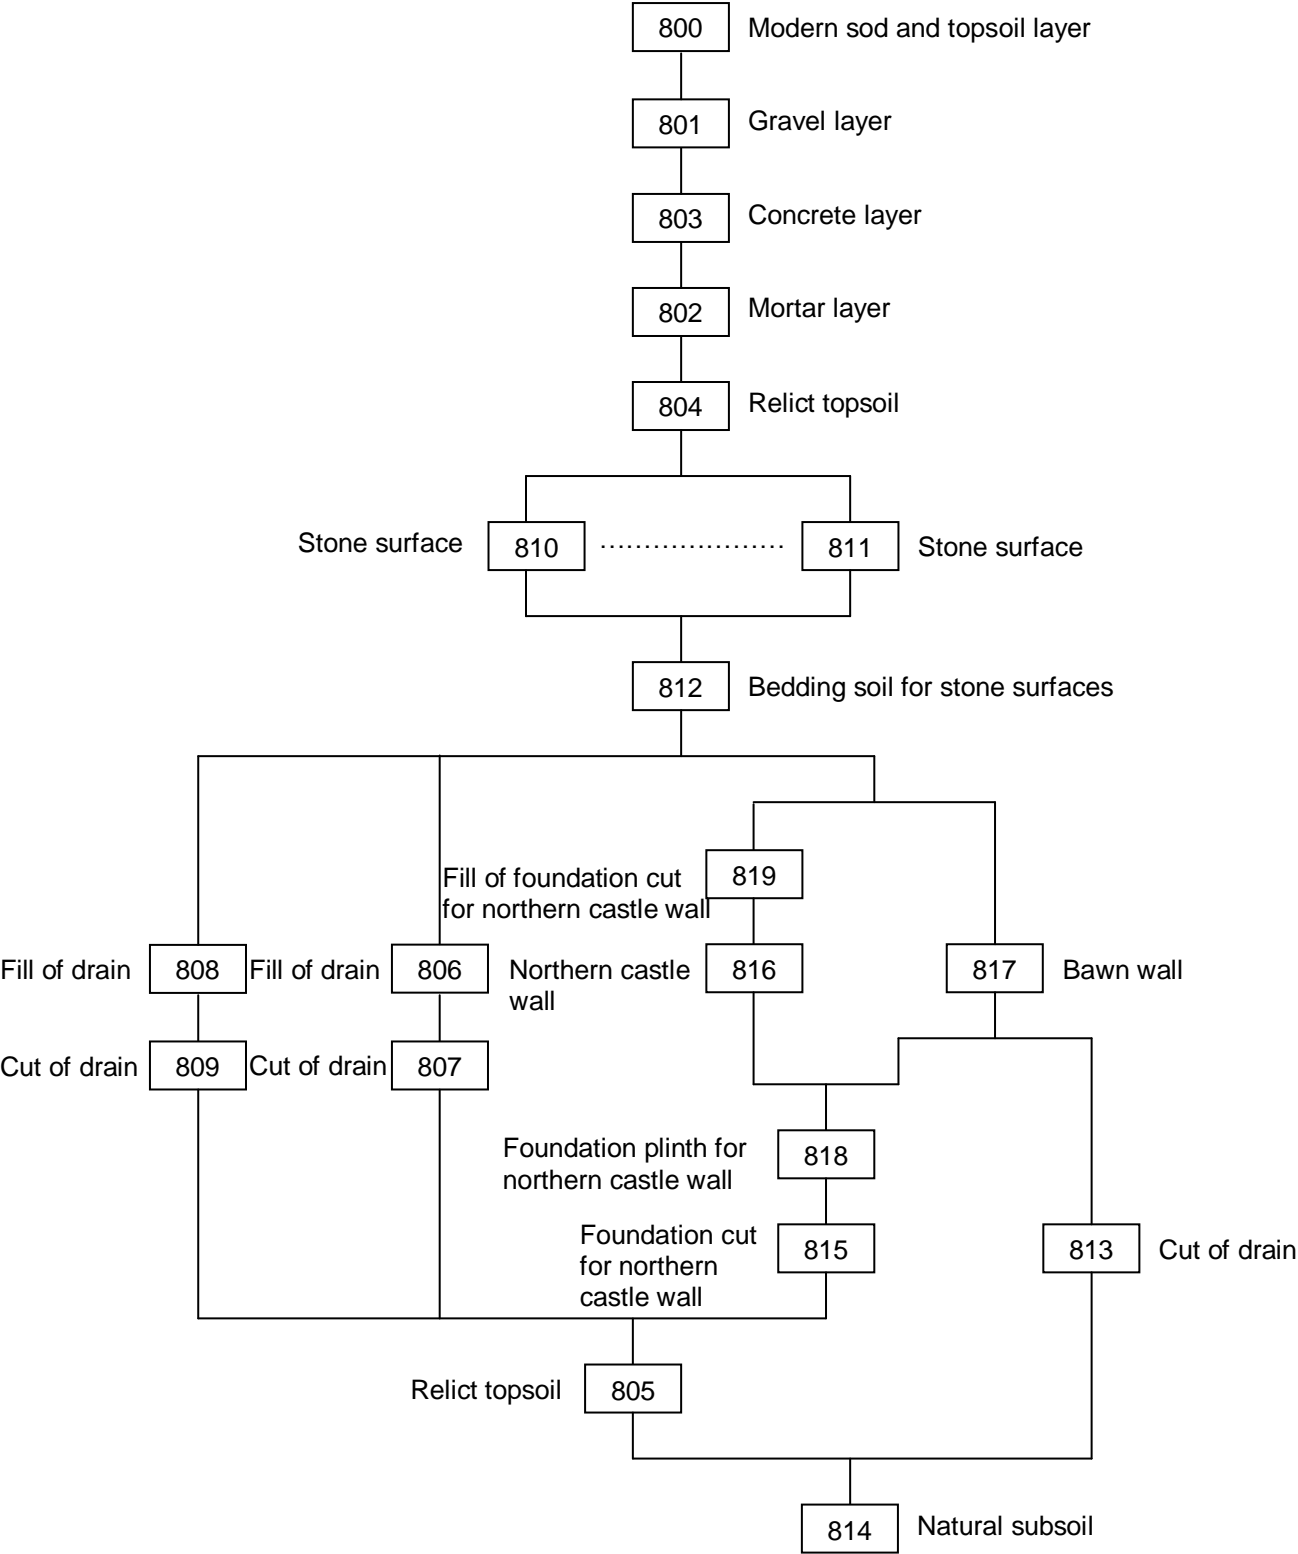 800 Modern sod and topsoil layer
801 Gravel layer
803 Concrete layer
802 Mortar layer
804 Relict topsoil
Stone surface 810 ..................... 811 Stone surface
812 Bedding soil for stone surfaces
Fill of foundation cut
for northern castle wall
819
Fill of drain 808 Fill of drain 806 Northern castle
wall
816 817 Bawn wall
Cut of drain 809 Cut of drain 807
Foundation plinth for
northern castle wall
818
Foundation cut
for northern
castle wall
815 813 Cut of drain
Relict topsoil 805
814 Natural subsoil